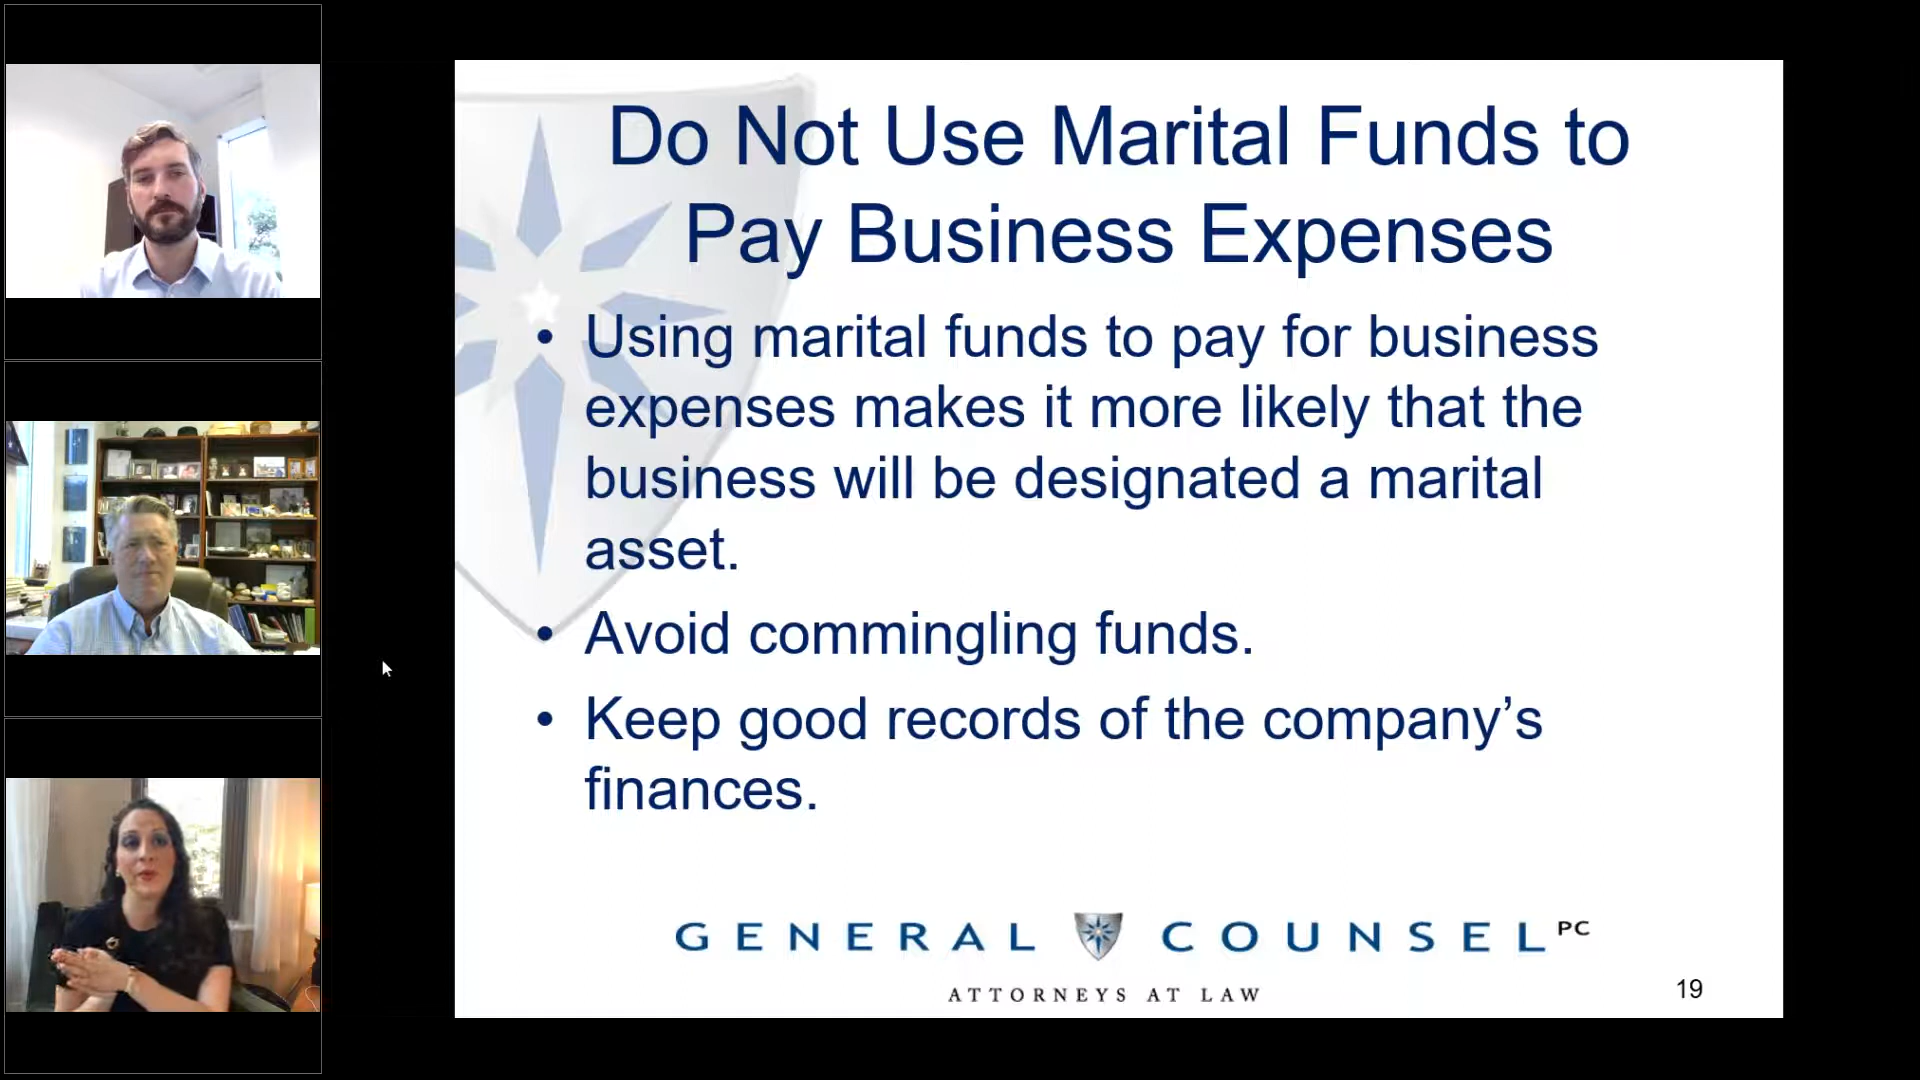 Do Not Use Marital Funds to
Pay Business Expenses
• Using marital funds to pay for business
expenses makes it more likely that the
business will be designated a marital
asset.
• Avoid commingling funds.
• Keep good records of the company’s
finances.
GENERAL COUNSEL PC
ATTORNEYS AT LAW
19